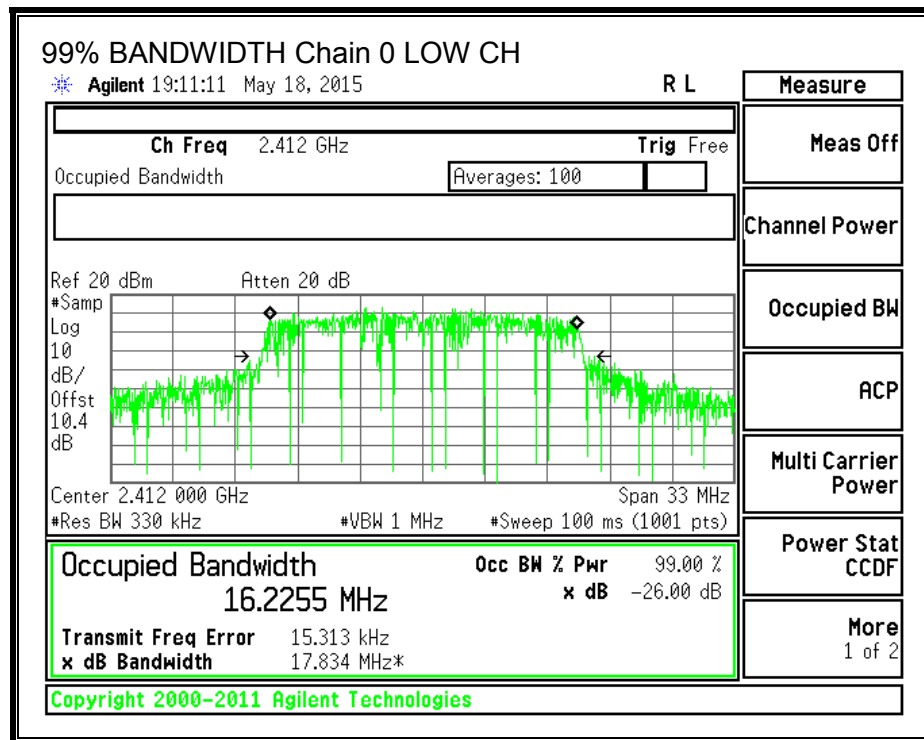 99% BANDWIDTH Chain 0 LOW CH
Agilent 19:11:11 May 18, 2015 R L
Measure
Ch Freq 2.412 GHz Trig Free
Meas Off
Occupied Bandwidth Averages: 100
Channel Power
Ref 20 dBm Atten 20 dB
#Samp
Log
10
dB/
Offst
10.4
dB
Occupied BW
ACP
Multi Carrier
Power
Center 2.412 000 GHz Span 33 MHz
#Res BW 330 kHz #VBW 1 MHz #Sweep 100 ms (1001 pts)
Power Stat
CCDF
Occupied Bandwidth Occ BW % Pwr 99.00 %
16.2255 MHz x dB -26.00 dB
Transmit Freq Error 15.313 kHz
x dB Bandwidth 17.834 MHz*
More
1 of 2
Copyright 2000-2011 Agilent Technologies